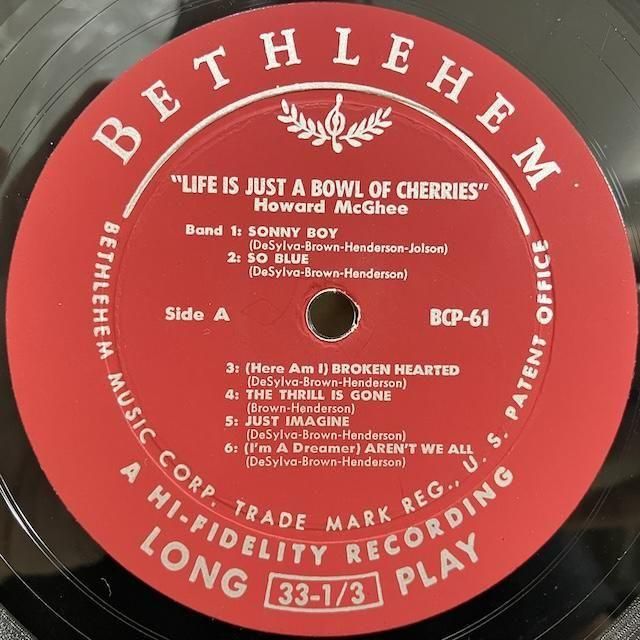 BETHLEHEM
"LIFE IS JUST A BOWL OF CHERRIES"
Howard McGhee
Band 1: SONNY BOY
(DeSylva-Brown-Henderson-Jolson)
2: SO BLUE
(DeSylva-Brown-Henderson)
Side A
BCP-61
3: (Here Am I) BROKEN HEARTED
(DeSylva-Brown-Henderson)
4: THE THRILL IS GONE
(Brown-Henderson)
5: JUST IMAGINE
(DeSylva-Brown-Henderson)
6: (I'm A Dreamer) AREN'T WE ALL
(DeSylva-Brown-Henderson)
BETHLEHEM MUSIC CORP. TRADE MARK REG., U. S. PATENT OFFICE
A HI-FIDELITY RECORDING
LONG 33-1/3 PLAY